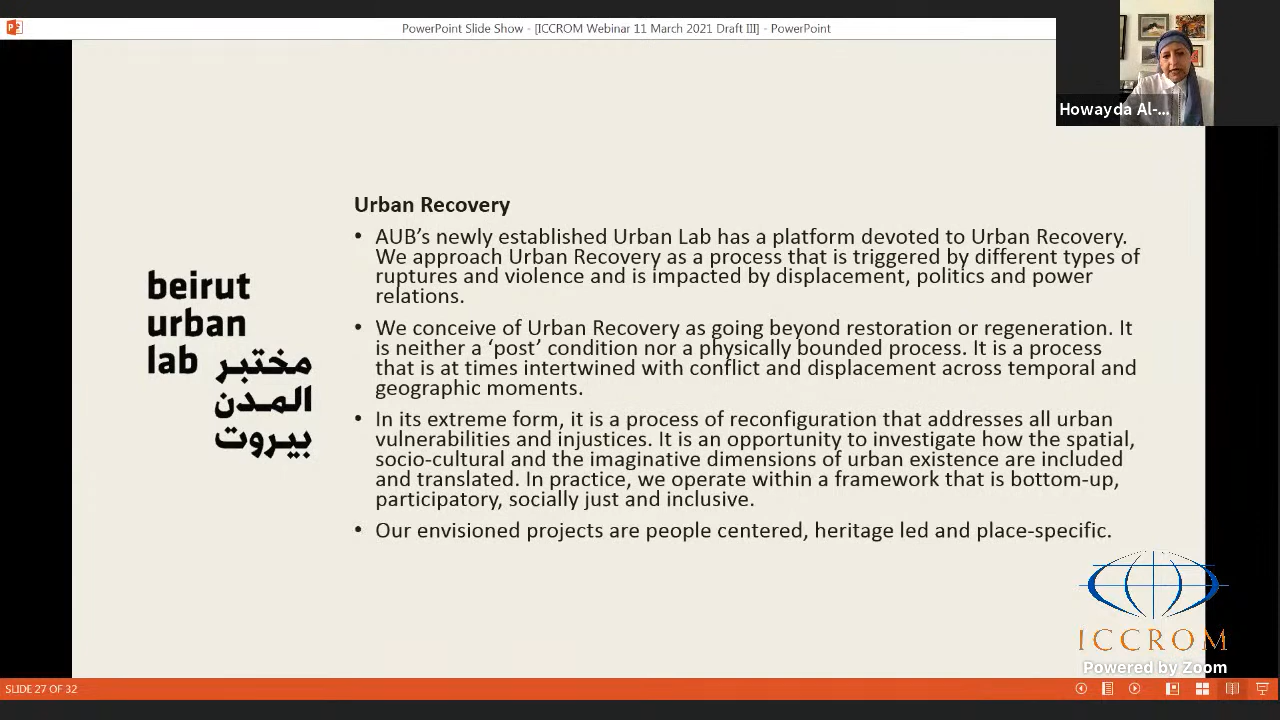 PowerPoint Slide Show - [ICCROM Webinar 11 March 2021 Draft III] - PowerPoint
Howayda Al-...
Urban Recovery
• AUB’s newly established Urban Lab has a platform devoted to Urban Recovery.
We approach Urban Recovery as a process that is triggered by different types of
ruptures and violence and is impacted by displacement, politics and power
relations.
• We conceive of Urban Recovery as going beyond restoration or regeneration. It
is neither a ‘post’ condition nor a physically bounded process. It is a process
that is at times intertwined with conflict and displacement across temporal and
geographic moments.
• In its extreme form, it is a process of reconfiguration that addresses all urban
vulnerabilities and injustices. It is an opportunity to investigate how the spatial,
socio-cultural and the imaginative dimensions of urban existence are included
and translated. In practice, we operate within a framework that is bottom-up,
participatory, socially just and inclusive.
• Our envisioned projects are people centered, heritage led and place-specific.
beirut
urban
lab مختبر
المدن
بيروت
ICCROM
Powered by Zoom
SLIDE 27 OF 32